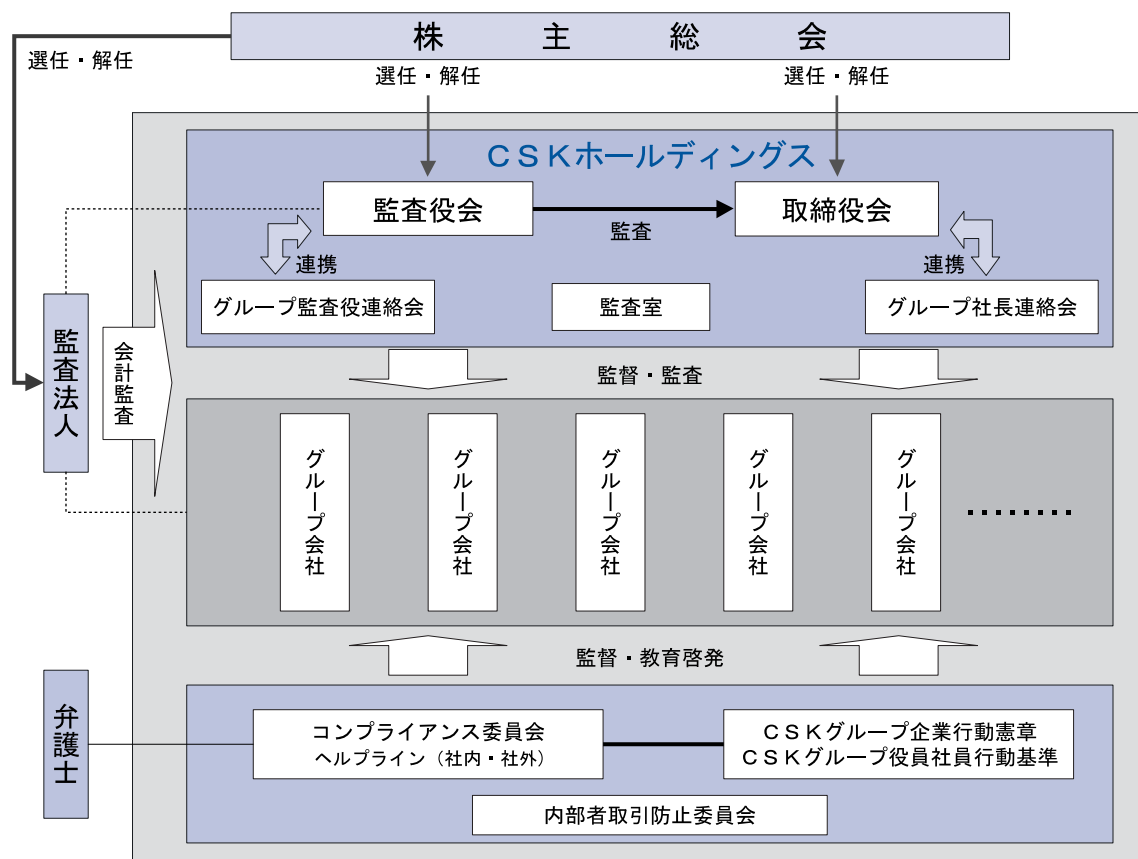 株主総会
選任・解任
選任・解任
選任・解任
ＣＳＫホールディングス
監査役会
監査
取締役会
連携
連携
グループ監査役連絡会
監査室
グループ社長連絡会
監査法人
会計監査
監督・監査
グループ会社
グループ会社
グループ会社
グループ会社
グループ会社
・・・・・・・・
監督・教育啓発
弁護士
コンプライアンス委員会
ヘルプライン（社内・社外）
ＣＳＫグループ企業行動憲章
ＣＳＫグループ役員社員行動基準
内部者取引防止委員会